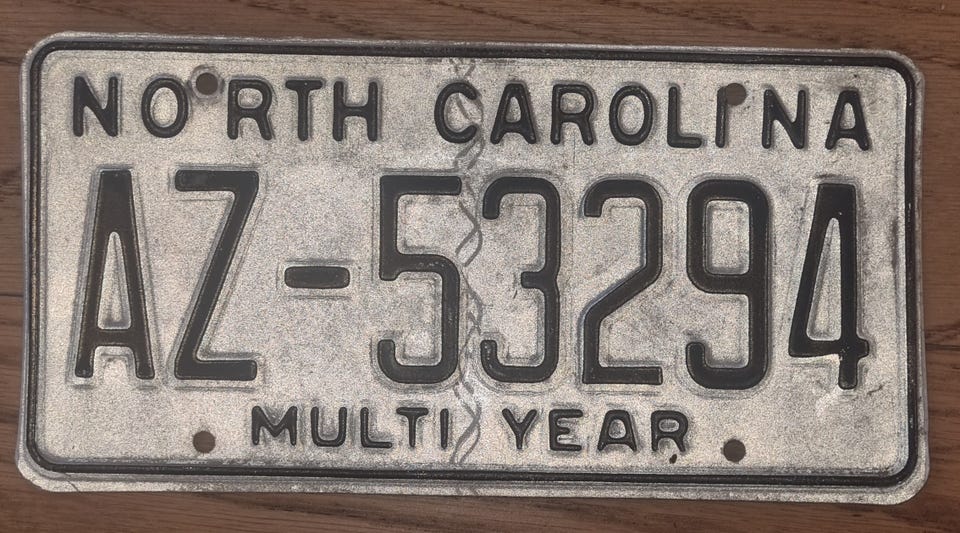 NORTH CAROLINA
AZ-53294
MULTI YEAR